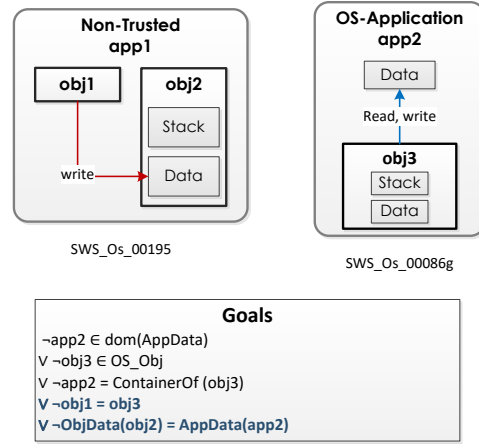 Non-Trusted
app1
obj1
obj2
Stack
Data
write
SWS_Os_00195
OS-Application
app2
Data
Read, write
obj3
Stack
Data
SWS_Os_00086g
Goals
¬app2 ∈ dom(AppData)
∨ ¬obj3 ∈ OS_Obj
∨ ¬app2 = ContainerOf (obj3)
∨ ¬obj1 = obj3
∨ ¬ObjData(obj2) = AppData(app2)